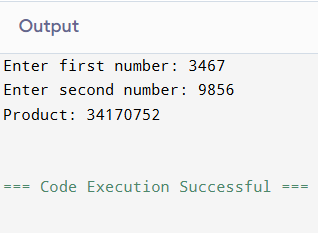 Output
Enter first number: 3467
Enter second number: 9856
Product: 34170752
=== Code Execution Successful ===